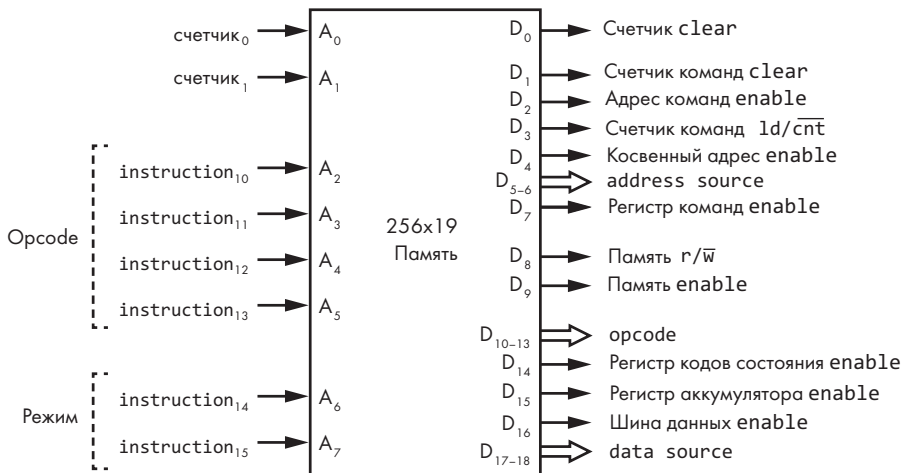 счетчик₀ A₀ D₀ Счетчик clear
счетчик₁ A₁ D₁ Счетчик команд clear
D₂ Адрес команд enable
D₃ Счетчик команд ld/c̅n̅t̅
instruction₁₀ A₂ D₄ Косвенный адрес enable
D₅₋₆ address source
instruction₁₁ A₃ D₇ Регистр команд enable
Opcode 256x19
Память
instruction₁₂ A₄ D₈ Память r/w̅
instruction₁₃ A₅ D₉ Память enable
D₁₀₋₁₃ opcode
D₁₄ Регистр кодов состояния enable
instruction₁₄ A₆ D₁₅ Регистр аккумулятора enable
Режим D₁₆ Шина данных enable
instruction₁₅ A₇ D₁₇₋₁₈ data source